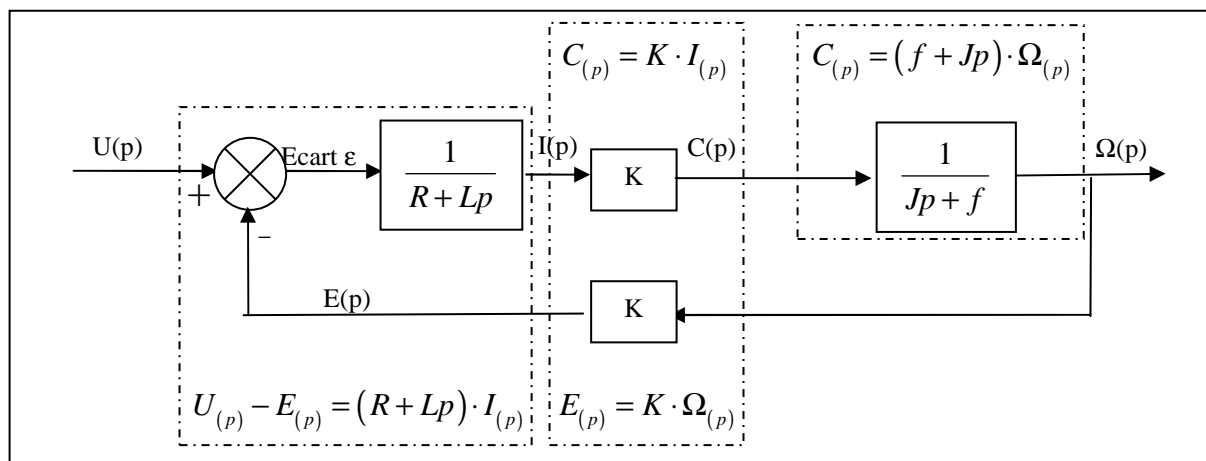 C(p) = K · I(p)
C(p) = (f + Jp) · Ω(p)
U(p)
+
−
Ecart ε
1
R + Lp
I(p)
K
C(p)
1
Jp + f
Ω(p)
E(p)
K
U(p) − E(p) = (R + Lp) · I(p)
E(p) = K · Ω(p)